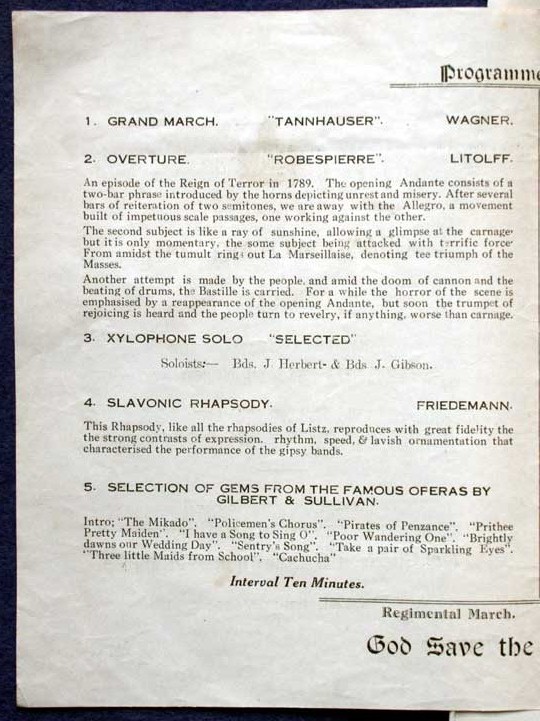 Programme
1. GRAND MARCH. "TANNHAUSER". WAGNER.
2. OVERTURE. "ROBESPIERRE". LITOLFF.
An episode of the Reign of Terror in 1789. The opening Andante consists of a
two-bar phrase introduced by the horns depicting unrest and misery. After several
bars of reiteration of two semitones, we are away with the Allegro, a movement
built of impetuous scale passages, one working against the other.
The second subject is like a ray of sunshine, allowing a glimpse at the carnage
but it is only momentary, the some subject being attacked with terrific force
From amidst the tumult rings out La Marseillaise, denoting tee triumph of the
Masses.
Another attempt is made by the people, and amid the doom of cannon and the
beating of drums, the Bastille is carried. For a while the horror of the scene is
emphasised by a reappearance of the opening Andante, but soon the trumpet of
rejoicing is heard and the people turn to revelry, if anything, worse than carnage.
3. XYLOPHONE SOLO "SELECTED"
Soloists:— Bds. J Herbert- & Bds J. Gibson.
4. SLAVONIC RHAPSODY. FRIEDEMANN.
This Rhapsody, like all the rhapsodies of Listz, reproduces with great fidelity the
the strong contrasts of expression, rhythm, speed, & lavish ornamentation that
characterised the performance of the gipsy bands.
5. SELECTION OF GEMS FROM THE FAMOUS OFERAS BY
GILBERT & SULLIVAN.
Intro; "The Mikado". "Policemen's Chorus". "Pirates of Penzance". "Prithee
Pretty Maiden". "I have a Song to Sing O". "Poor Wandering One". "Brightly
dawns our Wedding Day". "Sentry's Song". "Take a pair of Sparkling Eyes".
"Three little Maids from School". "Cachucha"
Interval Ten Minutes.
Regimental March.
God Save the